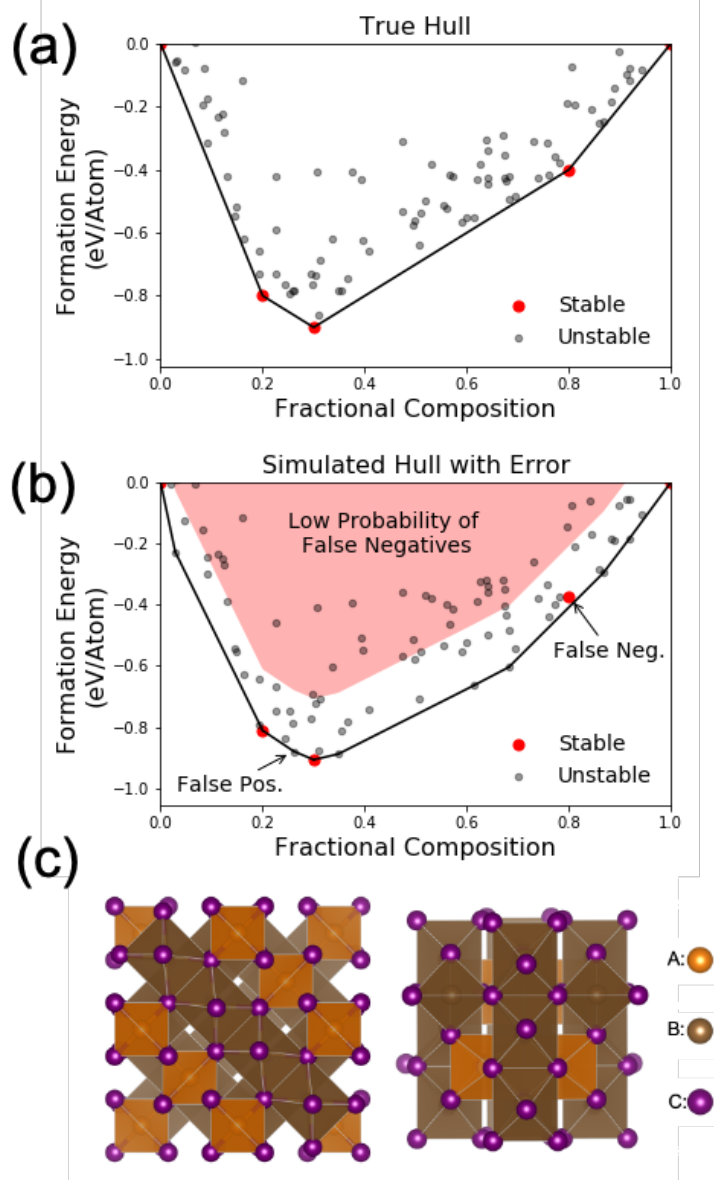 (a)
True Hull
Formation Energy
(eV/Atom)
0.0
−0.2
−0.4
−0.6
−0.8
−1.0
Stable
Unstable
0.0 0.2 0.4 0.6 0.8 1.0
Fractional Composition
(b)
Simulated Hull with Error
Formation Energy
(eV/Atom)
0.0
−0.2
−0.4
−0.6
−0.8
−1.0
Low Probability of
False Negatives
False Neg.
False Pos.
Stable
Unstable
0.0 0.2 0.4 0.6 0.8 1.0
Fractional Composition
(c)
A:
B:
C: